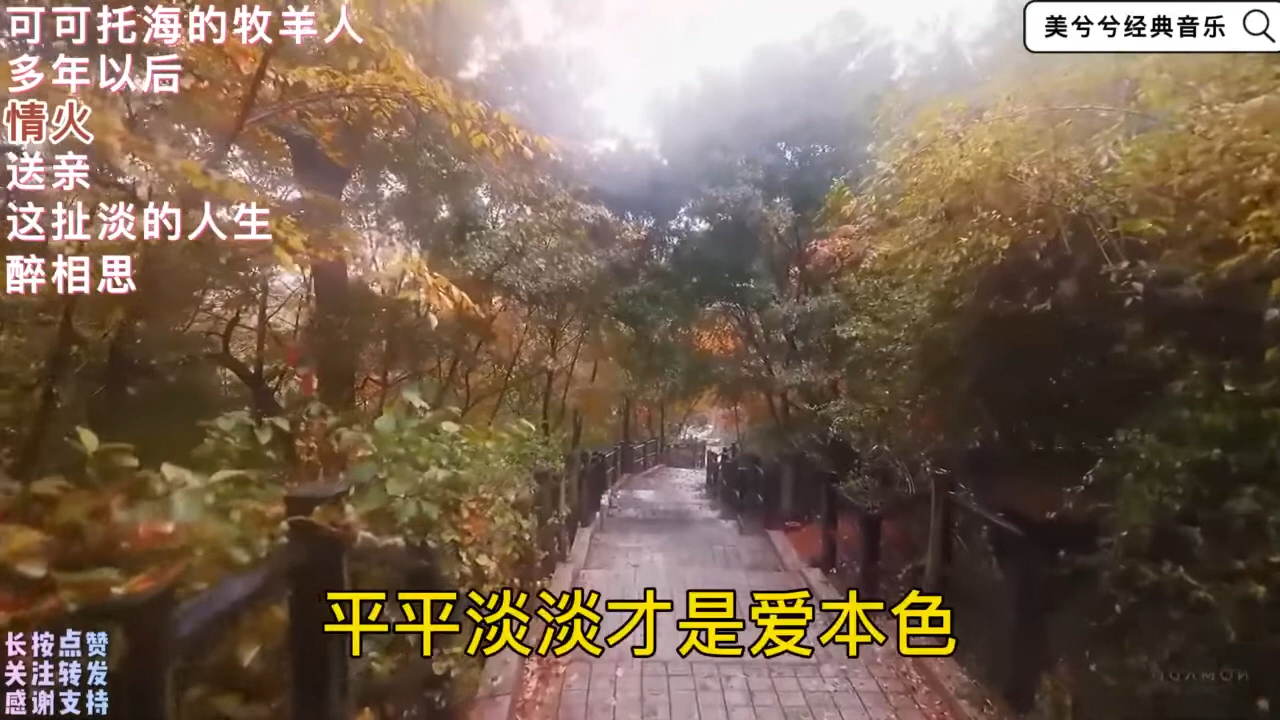 可可托海的牧羊人
多年以后
情火
送亲
这扯淡的人生
醉相思
美兮兮经典音乐
平平淡淡才是爱本色
长按点赞
关注转发
感谢支持